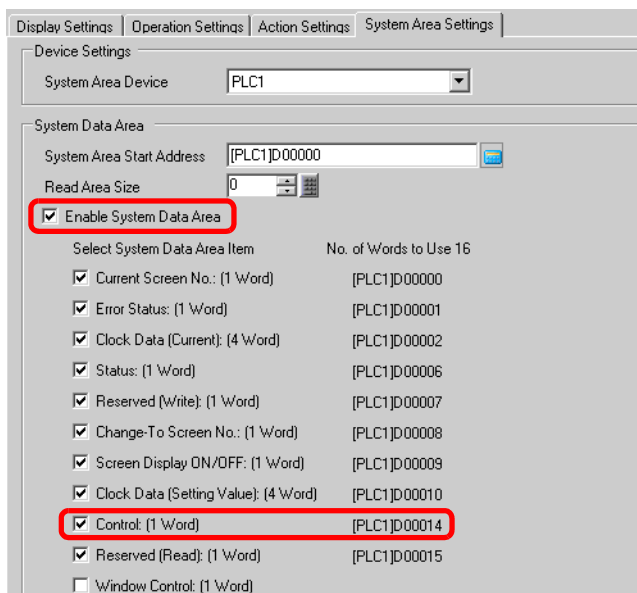 Display Settings Operation Settings Action Settings System Area Settings
Device Settings
System Area Device PLC1
System Data Area
System Area Start Address [PLC1]D00000
Read Area Size 0
Enable System Data Area
Select System Data Area Item No. of Words to Use 16
Current Screen No.: (1 Word) [PLC1]D00000
Error Status: (1 Word) [PLC1]D00001
Clock Data (Current): (4 Word) [PLC1]D00002
Status: (1 Word) [PLC1]D00006
Reserved (Write): (1 Word) [PLC1]D00007
Change-To Screen No.: (1 Word) [PLC1]D00008
Screen Display ON/OFF: (1 Word) [PLC1]D00009
Clock Data (Setting Value): (4 Word) [PLC1]D00010
Control: (1 Word) [PLC1]D00014
Reserved (Read): (1 Word) [PLC1]D00015
Window Control: (1 Word)